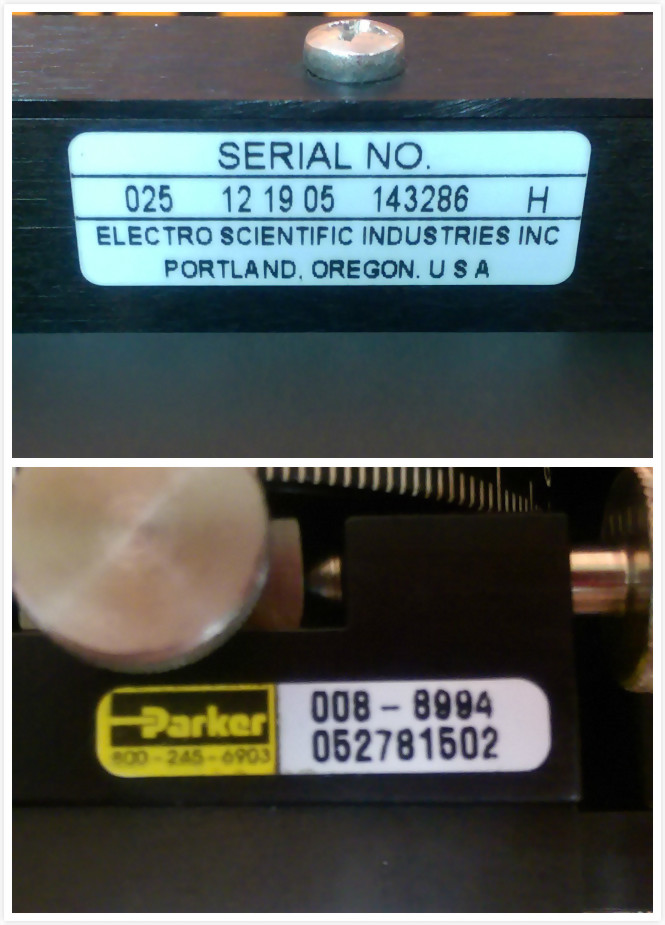 SERIAL NO.
025 12 19 05 143286 H
ELECTRO SCIENTIFIC INDUSTRIES INC
PORTLAND, OREGON. U S A
Parker
800-245-6903
008-8994
052781502